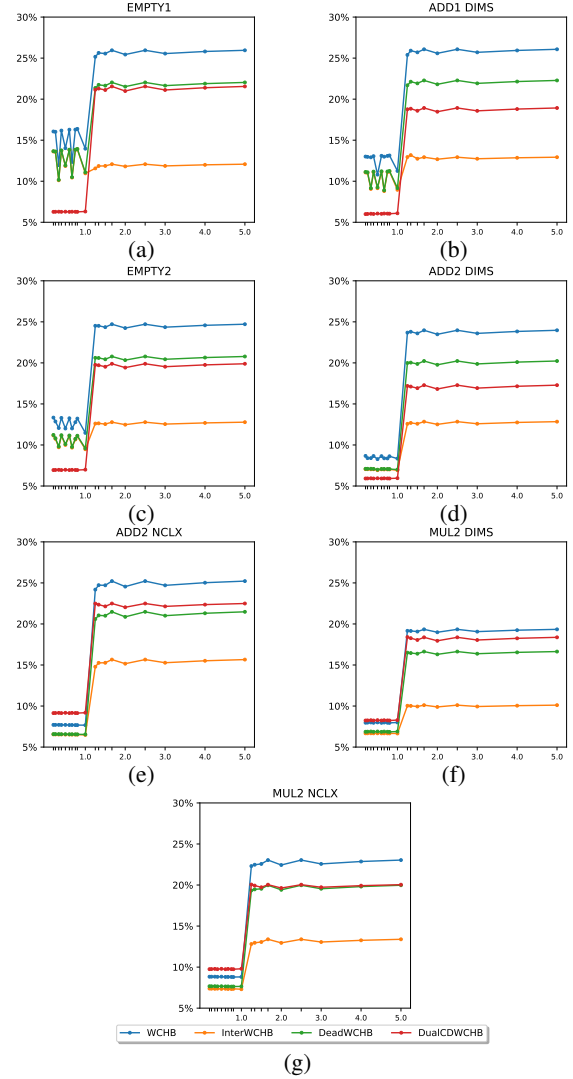 EMPTY1
ADD1 DIMS
30%
25%
20%
15%
10%
5%
1.0 2.0 3.0 4.0 5.0
30%
25%
20%
15%
10%
5%
1.0 2.0 3.0 4.0 5.0
(a)
(b)
EMPTY2
ADD2 DIMS
30%
25%
20%
15%
10%
5%
1.0 2.0 3.0 4.0 5.0
30%
25%
20%
15%
10%
5%
1.0 2.0 3.0 4.0 5.0
(c)
(d)
ADD2 NCLX
MUL2 DIMS
30%
25%
20%
15%
10%
5%
1.0 2.0 3.0 4.0 5.0
30%
25%
20%
15%
10%
5%
1.0 2.0 3.0 4.0 5.0
(e)
(f)
MUL2 NCLX
30%
25%
20%
15%
10%
5%
1.0 2.0 3.0 4.0 5.0
WCHB InterWCHB DeadWCHB DualCDWCHB
(g)